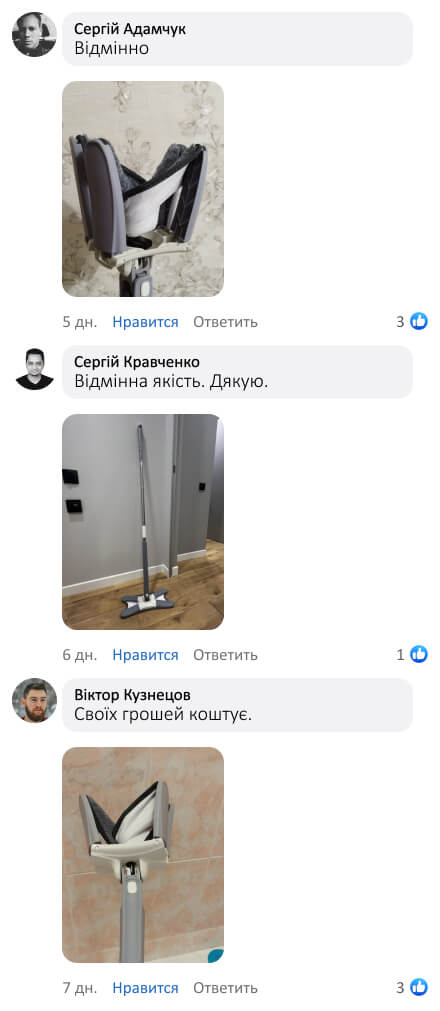 Сергій Адамчук
Відмінно
5 дн. Нравится Ответить 3
Сергій Кравченко
Відмінна якість. Дякую.
6 дн. Нравится Ответить 1
Віктор Кузнецов
Своїх грошей коштує.
7 дн. Нравится Ответить 3